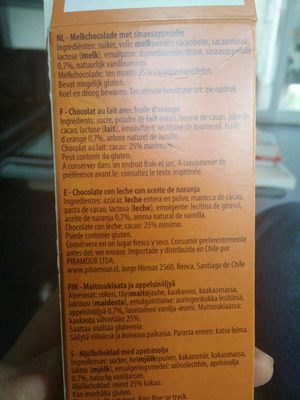 NL - Melkchocolade met sinaasappelolie
Ingrediënten: suiker, volle melkpoeder, cacaoboter, cacaomassa,
lactose (melk), emulgator: zonnebloemlecithine, sinaasappelolie
0,7%, natuurlijk vanillearoma.
Melkchocolade: ten minste 25% cacaobestanddelen.
Bevat mogelijk gluten.
Koel en droog bewaren. Ten minste houdbaar tot: zie opdruk.
F - Chocolat au lait avec huile d'orange
Ingrédients: sucre, poudre de lait entier, beurre de cacao, pâte de
cacao, lactose (lait), émulsifiant: lécithine de tournesol, huile
d'orange 0,7%, arôme naturel de vanille.
Chocolat au lait: cacao: 25% minimum.
Peut contenir du gluten.
A conserver dans un endroit frais et sec. A consommer de
préférence avant le: consultez le texte imprimée.
E - Chocolate con leche con aceite de naranja
Ingredientes: azúcar, leche entera en polvo, manteca de cacao,
pasta de cacao, lactosa (leche), emulgente: lecitina de girasol,
aceite de naranja 0,7%, aroma natural de vainilla.
Chocolate con leche: cacao: 25% minimo.
Puede contener gluten.
Consérvese en un lugar fresco y seco. Consumir preferentemente
antes del: ver envase. Importado y distribuido en Chile por
PIBAMOUR LTDA.
www.pibamour.cl, Jorge Hirmas 2560, Renca, Santiago de Chile
FIN - Maitosuklaata ja appelsiiniöljyä
Ainesosat: sokeri, täysmaitojauhe, kaakaovoi, kaakaomassa,
laktoosi (maidosta), emulgointiaine: auringonkukka lesitiiniä,
appelsiiniöljyä 0,7%, luontainen vanilja-aromi. Maitosuklaassa:
kaakaota vähintään 25%.
Saattaa sisältää gluteenia.
Säilytä viileässä ja kuivassa paikassa. Parasta ennen: katso leima.
S - Mjölkchoklad med apelsinolja
Ingredienser: socker, helmjölkpulver, kakaosmör, kakaomassa,
laktos (mjölk), emulgeringsmedel: solroslecithin, apelsinolja
0,7%, naturlig vaniljarom.
Mjölkchoklad: minst 25% kakao.
Kan innehålla gluten.